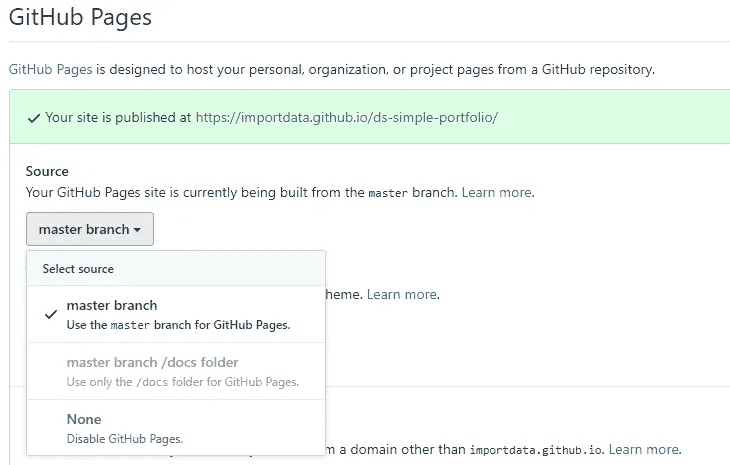 GitHub Pages
GitHub Pages is designed to host your personal, organization, or project pages from a GitHub repository.
Your site is published at https://importdata.github.io/ds-simple-portfolio/
Source
Your GitHub Pages site is currently being built from the master branch. Learn more.
master branch
Select source
master branch
Use the master branch for GitHub Pages.
heme. Learn more.
master branch /docs folder
Use only the /docs folder for GitHub Pages.
None
Disable GitHub Pages.
m a domain other than importdata.github.io. Learn more.